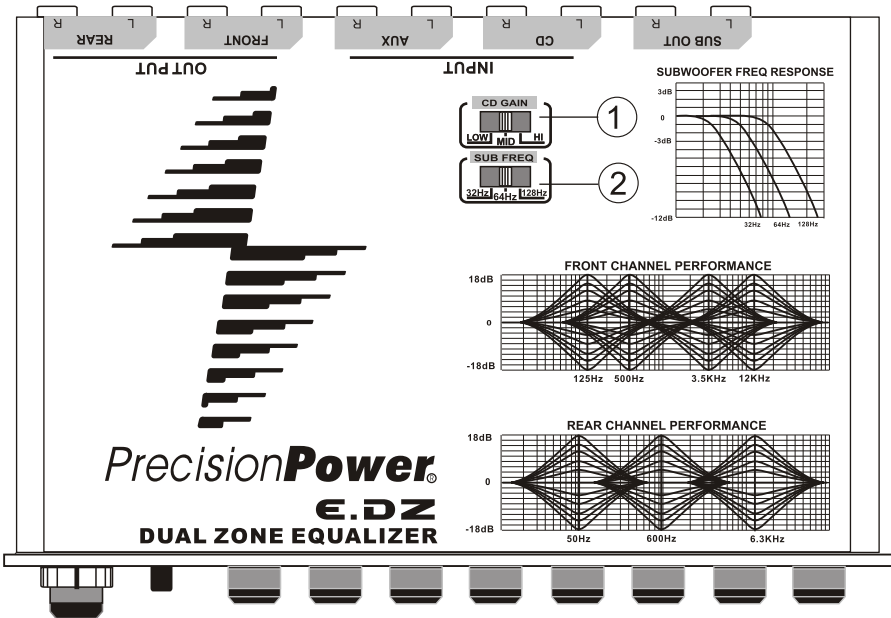 R L R L R L R L R L
REAR FRONT AUX CD SUB OUT
OUTPUT INPUT
SUBWOOFER FREQ RESPONSE
3dB
0
-3dB
-12dB
32Hz 64Hz 128Hz
CD GAIN
LOW MID HI
1
SUB FREQ
32Hz 64Hz 128Hz
2
FRONT CHANNEL PERFORMANCE
18dB
0
-18dB
125Hz 500Hz 3.5KHz 12KHz
REAR CHANNEL PERFORMANCE
18dB
0
-18dB
50Hz 600Hz 6.3KHz
PrecisionPower®
E.DZ
DUAL ZONE EQUALIZER